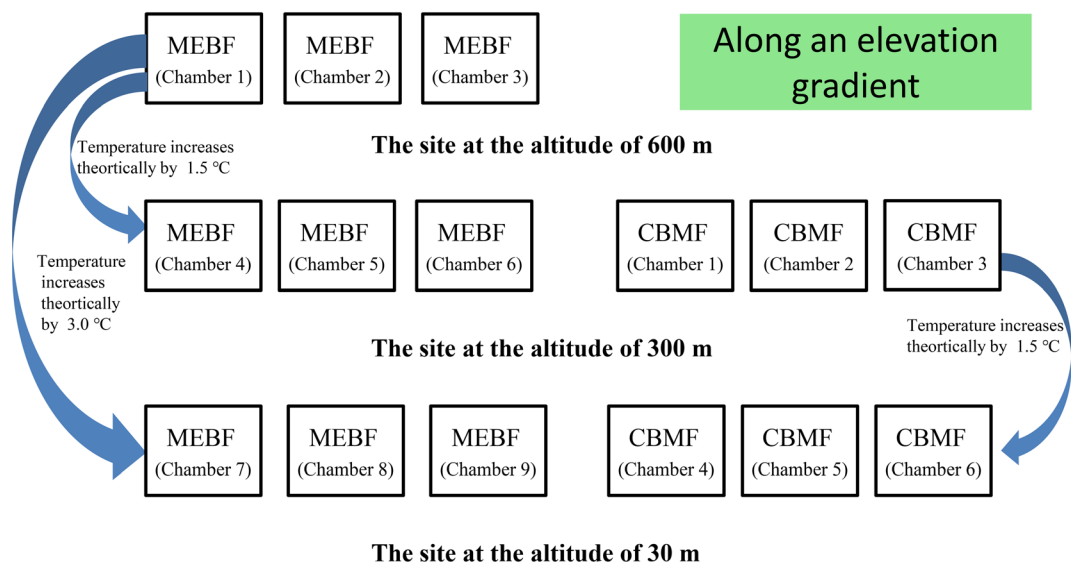 Along an elevation
gradient
MEBF
(Chamber 1)
MEBF
(Chamber 2)
MEBF
(Chamber 3)
The site at the altitude of 600 m
Temperature increases
theortically by 1.5 ℃
MEBF
(Chamber 4)
MEBF
(Chamber 5)
MEBF
(Chamber 6)
CBMF
(Chamber 1)
CBMF
(Chamber 2
CBMF
(Chamber 3
Temperature
increases
theortically
by 3.0 ℃
Temperature increases
theortically by 1.5 ℃
The site at the altitude of 300 m
MEBF
(Chamber 7)
MEBF
(Chamber 8)
MEBF
(Chamber 9)
CBMF
(Chamber 4)
CBMF
(Chamber 5)
CBMF
(Chamber 6)
The site at the altitude of 30 m